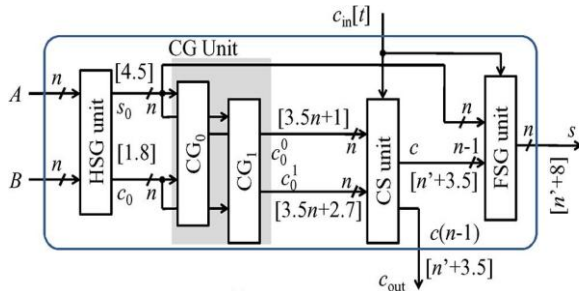 c_in[t]
CG Unit
n
[4.5]
A
s_0
n
n
[3.5n+1]
n
s
HSG unit
CG_0
CG_1
c_0^0
n
CS unit
c
n-1
FSG unit
[1.8]
[n'+3.5]
[n'+8]
B
n
c_0
n
c_0^1
n
[3.5n+2.7]
c(n-1)
[n'+3.5]
c_out